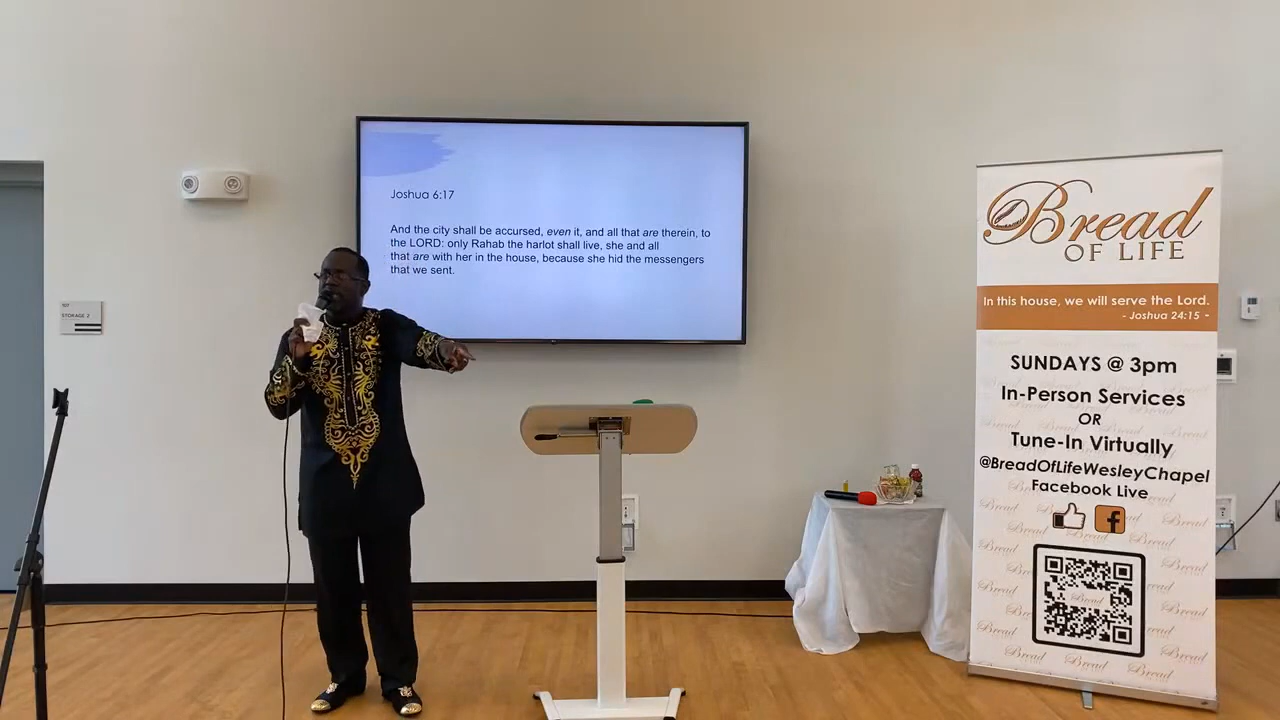 Joshua 6:17
And the city shall be accursed, even it, and all that are therein, to
the LORD: only Rahab the harlot shall live, she and all
that are with her in the house, because she hid the messengers
that we sent.
STORAGE 2
Bread
OF LIFE
In this house, we will serve the Lord.
- Joshua 24:15 -
SUNDAYS @ 3pm
In-Person Services
OR
Tune-In Virtually
@BreadOfLifeWesleyChapel
Facebook Live
f
Bread